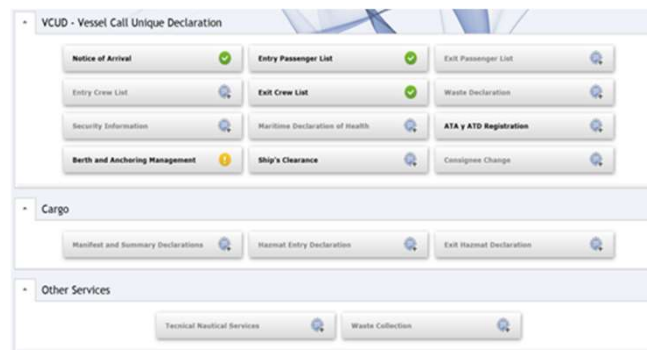 VCUD - Vessel Call Unique Declaration
Notice of Arrival
Entry Passenger List
Exit Passenger List
Entry Crew List
Exit Crew List
Waste Declaration
Security Information
Maritime Declaration of Health
ATA y ATD Registration
Berth and Anchoring Management
Ship's Clearance
Consignee Change
Cargo
Manifest and Summary Declarations
Hazmat Entry Declaration
Exit Hazmat Declaration
Other Services
Tecnical Nautical Services
Waste Collection